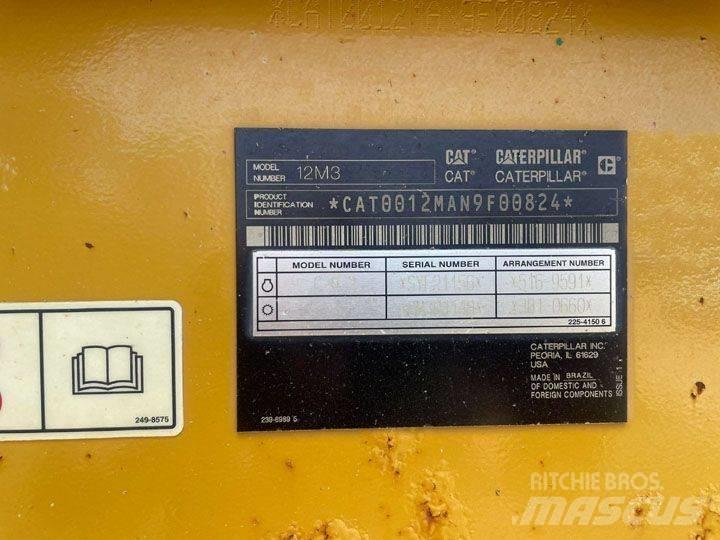 MODEL NUMBER 12M3
CAT® CATERPILLAR® C®
CAT® CATERPILLAR®
PRODUCT IDENTIFICATION NUMBER *CAT0012MAN9F00824*
MODEL NUMBER SERIAL NUMBER ARRANGEMENT NUMBER
225-4150 6
CATERPILLAR INC.
PEORIA, IL 61629
USA
MADE IN BRAZIL
OF DOMESTIC AND
FOREIGN COMPONENTS
ISSUE 1
239-6989 5
249-8575
RITCHIE BROS.
MASCUS